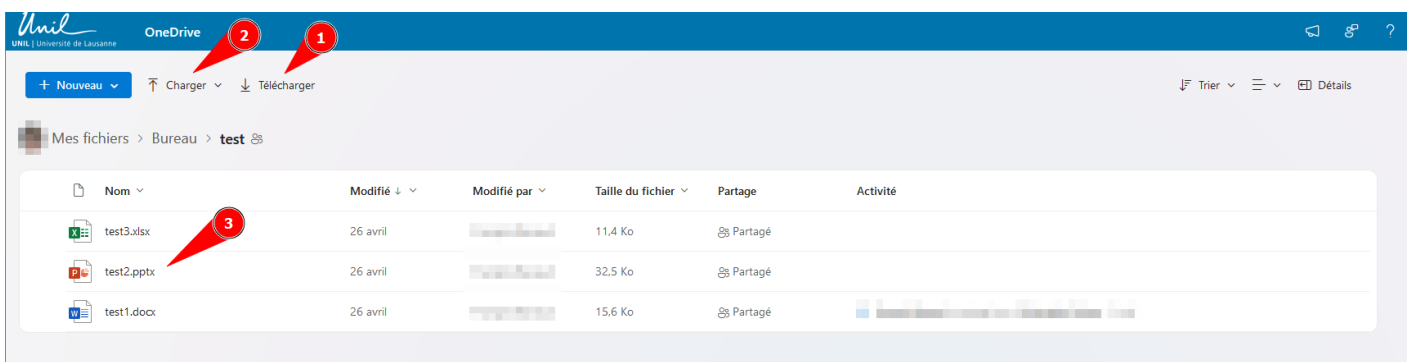 Unil
UNIL | Université de Lausanne
OneDrive
2
1
?
+ Nouveau
Charger
Télécharger
Trier
Détails
Mes fichiers > Bureau > test
Nom
Modifié ↓
Modifié par
Taille du fichier
Partage
Activité
3
test3.xlsx 26 avril 11,4 Ko Partagé
test2.pptx 26 avril 32,5 Ko Partagé
test1.docx 26 avril 15,6 Ko Partagé